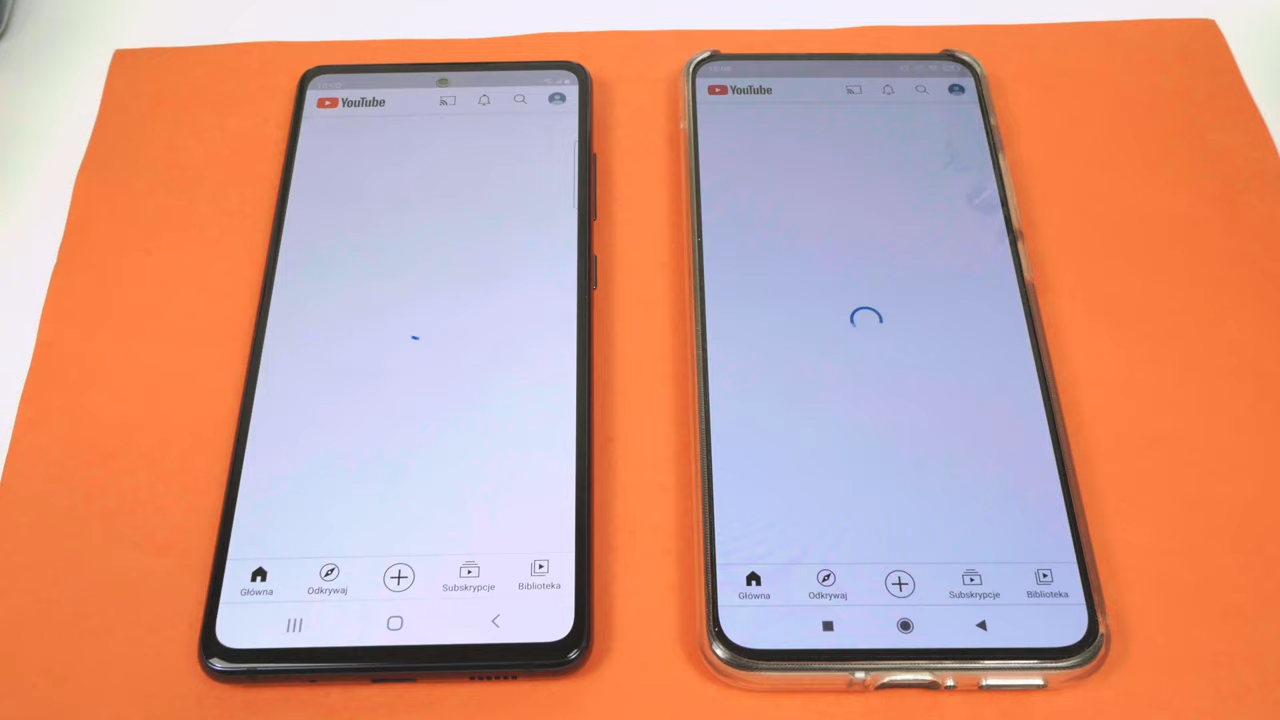 YouTube
Główna
Odkrywaj
Subskrypcje
Biblioteka
YouTube
Główna
Odkrywaj
Subskrypcje
Biblioteka